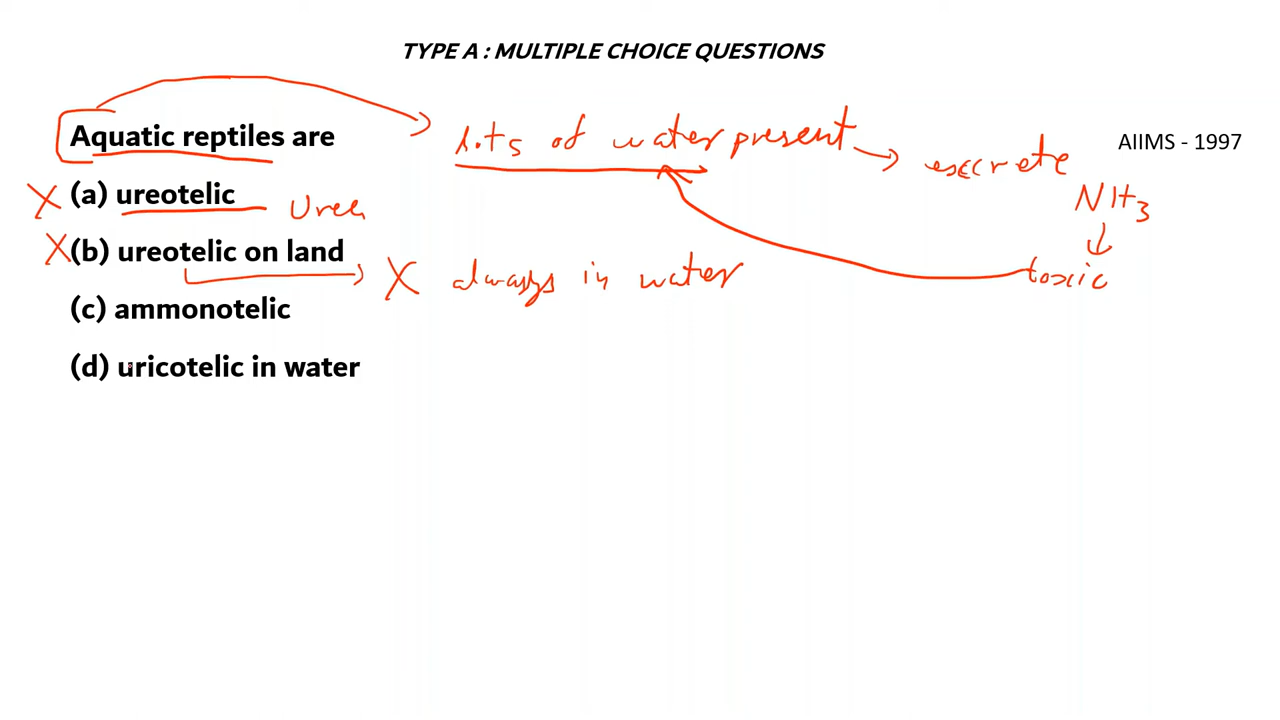 TYPE A : MULTIPLE CHOICE QUESTIONS
Aquatic reptiles are
lots of water present
excrete
AIIMS - 1997
NH3
X (a) ureotelic
Urea
X (b) ureotelic on land
X always in water
toxic
(c) ammonotelic
(d) uricotelic in water